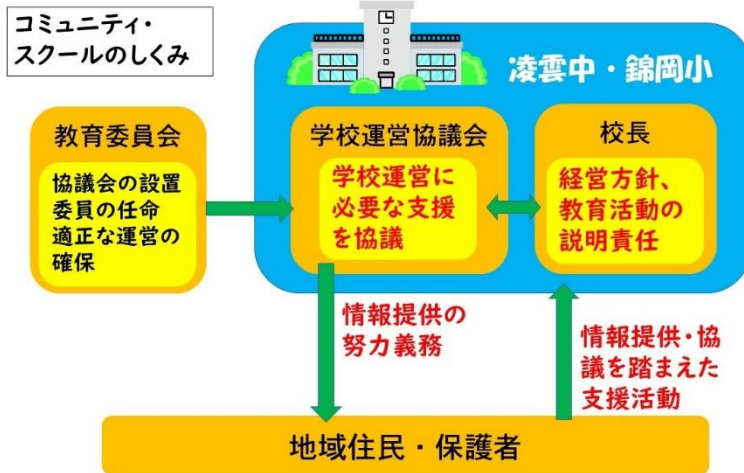 コミュニティ・
スクールのしくみ
凌雲中・錦岡小
教育委員会
協議会の設置
委員の任命
適正な運営の
確保
学校運営協議会
学校運営に
必要な支援
を協議
校長
経営方針、
教育活動の
説明責任
情報提供の
努力義務
情報提供・協
議を踏まえた
支援活動
地域住民・保護者